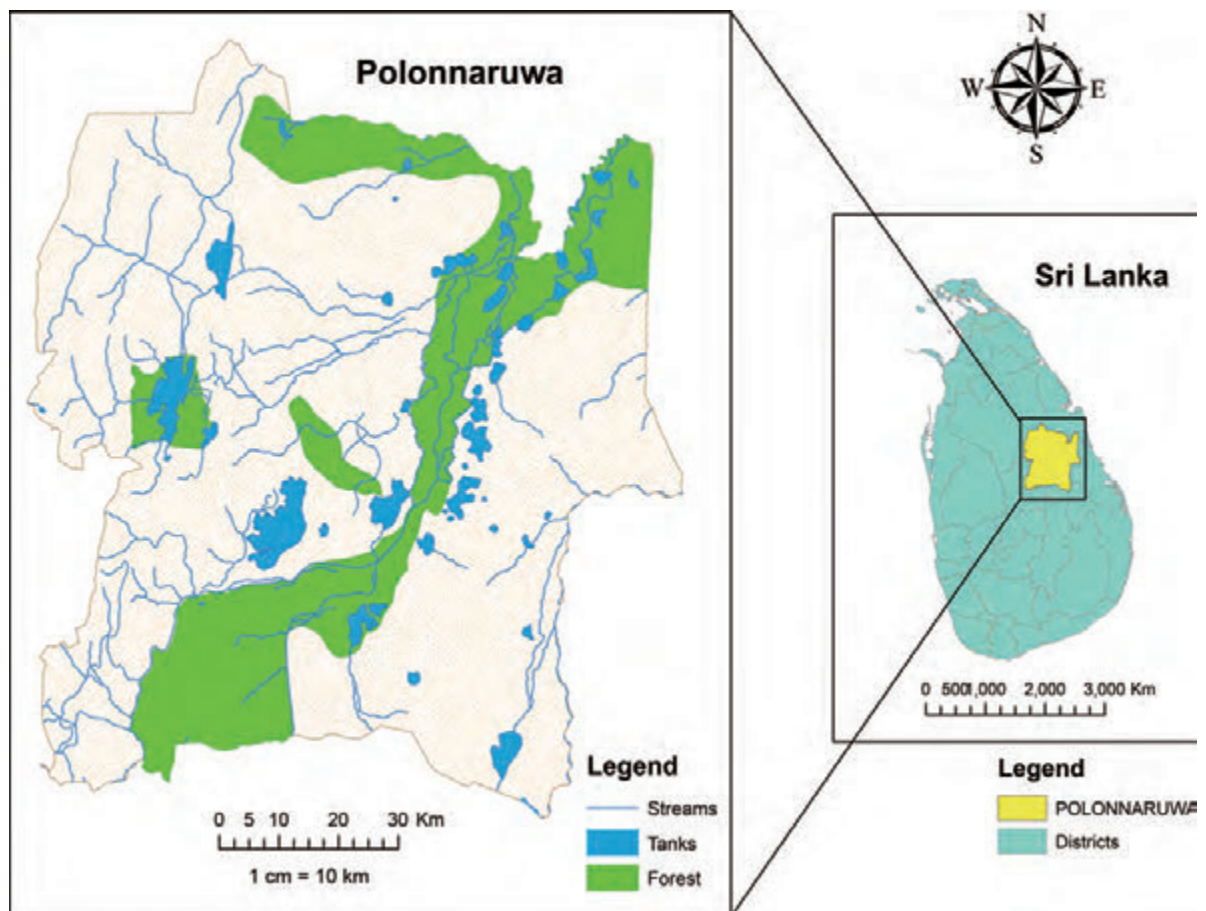 Polonnaruwa
Legend
Streams
Tanks
Forest
0 5 10 20 30 Km
1 cm = 10 km
N
W E
S
Sri Lanka
0 5001,000 2,000 3,000 Km
Legend
POLONNARUWA
Districts